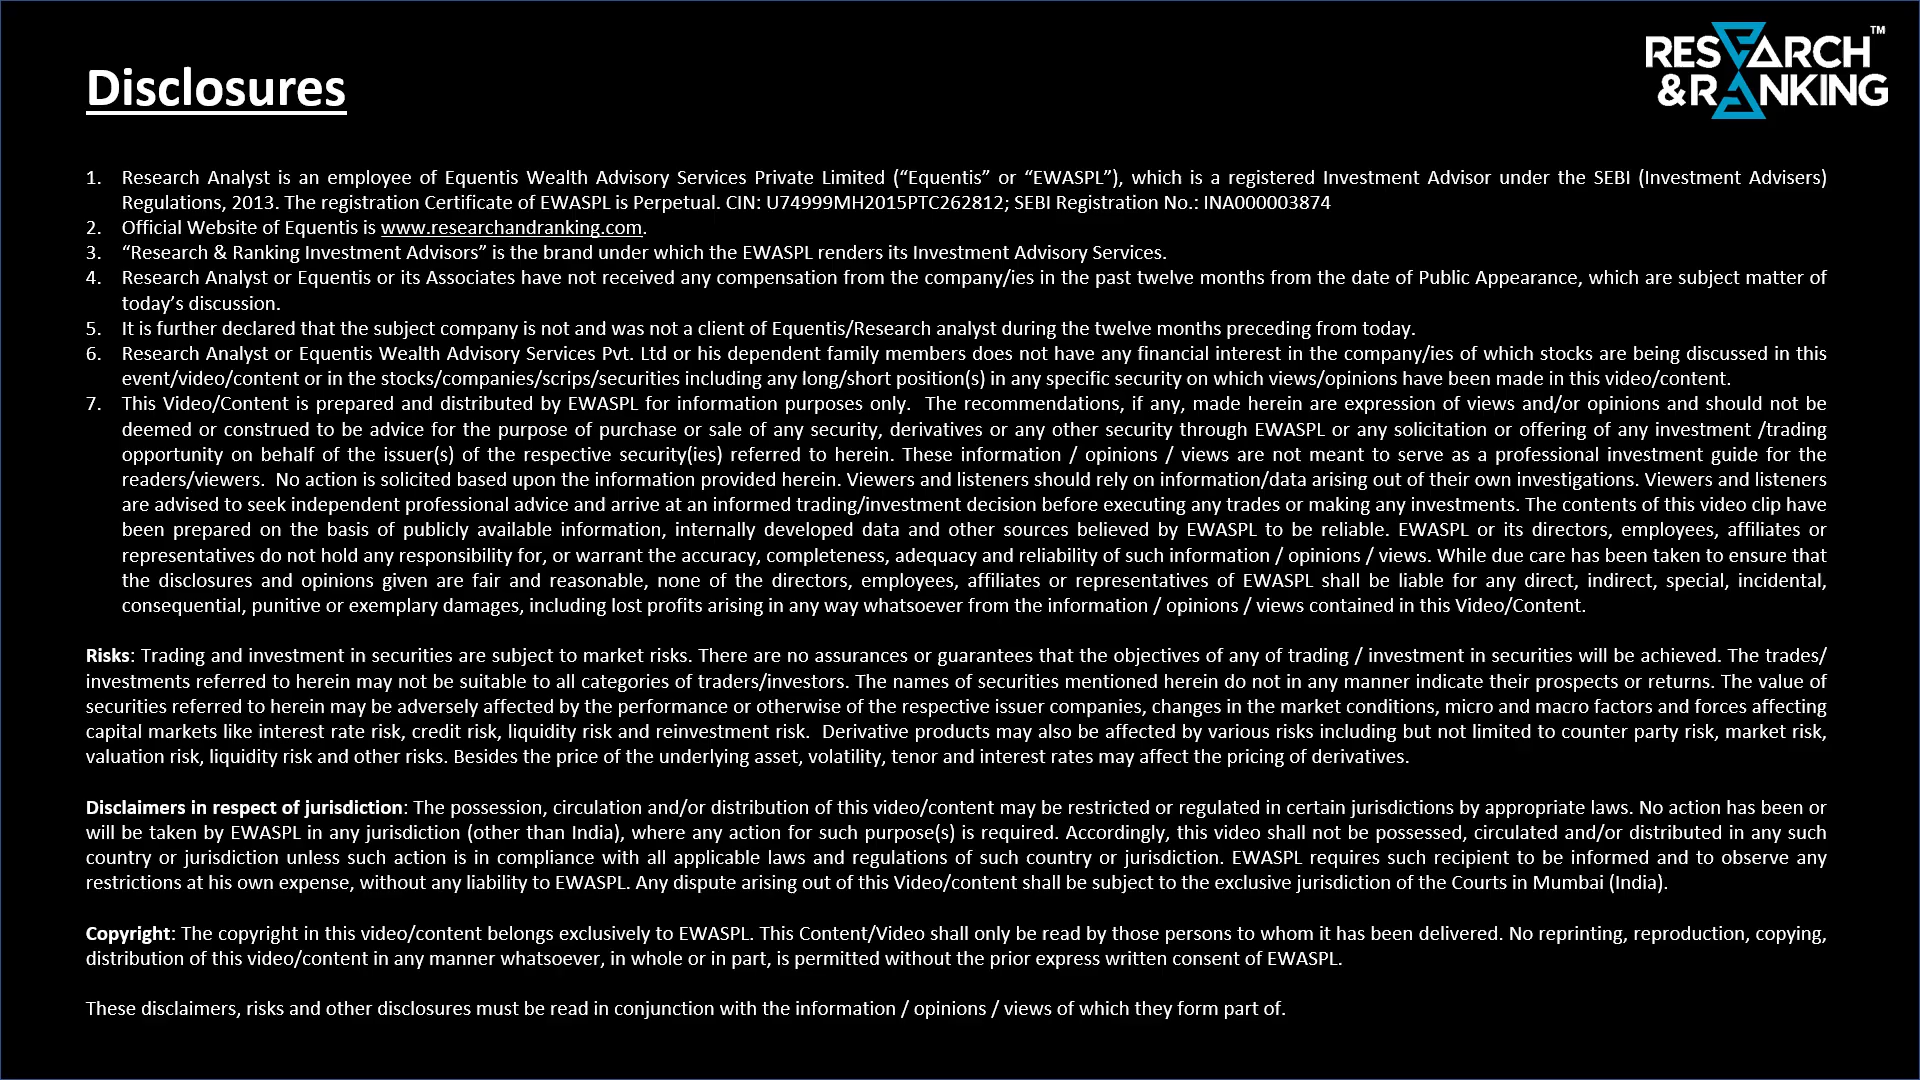 RESEARCH™
&RANKING
Disclosures
1. Research Analyst is an employee of Equentis Wealth Advisory Services Private Limited (“Equentis” or “EWASPL”), which is a registered Investment Advisor under the SEBI (Investment Advisers)
Regulations, 2013. The registration Certificate of EWASPL is Perpetual. CIN: U74999MH2015PTC262812; SEBI Registration No.: INA000003874
2. Official Website of Equentis is www.researchandranking.com.
3. “Research & Ranking Investment Advisors” is the brand under which the EWASPL renders its Investment Advisory Services.
4. Research Analyst or Equentis or its Associates have not received any compensation from the company/ies in the past twelve months from the date of Public Appearance, which are subject matter of
today’s discussion.
5. It is further declared that the subject company is not and was not a client of Equentis/Research analyst during the twelve months preceding from today.
6. Research Analyst or Equentis Wealth Advisory Services Pvt. Ltd or his dependent family members does not have any financial interest in the company/ies of which stocks are being discussed in this
event/video/content or in the stocks/companies/scrips/securities including any long/short position(s) in any specific security on which views/opinions have been made in this video/content.
7. This Video/Content is prepared and distributed by EWASPL for information purposes only. The recommendations, if any, made herein are expression of views and/or opinions and should not be
deemed or construed to be advice for the purpose of purchase or sale of any security, derivatives or any other security through EWASPL or any solicitation or offering of any investment /trading
opportunity on behalf of the issuer(s) of the respective security(ies) referred to herein. These information / opinions / views are not meant to serve as a professional investment guide for the
readers/viewers. No action is solicited based upon the information provided herein. Viewers and listeners should rely on information/data arising out of their own investigations. Viewers and listeners
are advised to seek independent professional advice and arrive at an informed trading/investment decision before executing any trades or making any investments. The contents of this video clip have
been prepared on the basis of publicly available information, internally developed data and other sources believed by EWASPL to be reliable. EWASPL or its directors, employees, affiliates or
representatives do not hold any responsibility for, or warrant the accuracy, completeness, adequacy and reliability of such information / opinions / views. While due care has been taken to ensure that
the disclosures and opinions given are fair and reasonable, none of the directors, employees, affiliates or representatives of EWASPL shall be liable for any direct, indirect, special, incidental,
consequential, punitive or exemplary damages, including lost profits arising in any way whatsoever from the information / opinions / views contained in this Video/Content.
Risks: Trading and investment in securities are subject to market risks. There are no assurances or guarantees that the objectives of any of trading / investment in securities will be achieved. The trades/
investments referred to herein may not be suitable to all categories of traders/investors. The names of securities mentioned herein do not in any manner indicate their prospects or returns. The value of
securities referred to herein may be adversely affected by the performance or otherwise of the respective issuer companies, changes in the market conditions, micro and macro factors and forces affecting
capital markets like interest rate risk, credit risk, liquidity risk and reinvestment risk. Derivative products may also be affected by various risks including but not limited to counter party risk, market risk,
valuation risk, liquidity risk and other risks. Besides the price of the underlying asset, volatility, tenor and interest rates may affect the pricing of derivatives.
Disclaimers in respect of jurisdiction: The possession, circulation and/or distribution of this video/content may be restricted or regulated in certain jurisdictions by appropriate laws. No action has been or
will be taken by EWASPL in any jurisdiction (other than India), where any action for such purpose(s) is required. Accordingly, this video shall not be possessed, circulated and/or distributed in any such
country or jurisdiction unless such action is in compliance with all applicable laws and regulations of such country or jurisdiction. EWASPL requires such recipient to be informed and to observe any
restrictions at his own expense, without any liability to EWASPL. Any dispute arising out of this Video/content shall be subject to the exclusive jurisdiction of the Courts in Mumbai (India).
Copyright: The copyright in this video/content belongs exclusively to EWASPL. This Content/Video shall only be read by those persons to whom it has been delivered. No reprinting, reproduction, copying,
distribution of this video/content in any manner whatsoever, in whole or in part, is permitted without the prior express written consent of EWASPL.
These disclaimers, risks and other disclosures must be read in conjunction with the information / opinions / views of which they form part of.